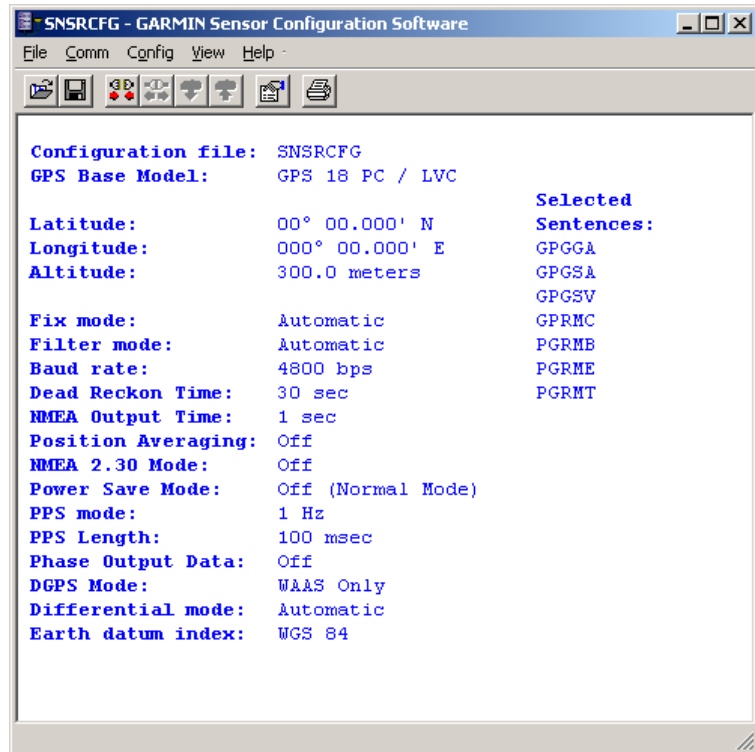 SNSRCFG - GARMIN Sensor Configuration Software
File Comm Config View Help
Configuration file: SNSRCFG
GPS Base Model: GPS 18 PC / LVC
Selected
Latitude: 00° 00.000' N Sentences:
Longitude: 000° 00.000' E GPGGA
Altitude: 300.0 meters GPGSA
GPGSV
Fix mode: Automatic GPRMC
Filter mode: Automatic PGRMB
Baud rate: 4800 bps PGRME
Dead Reckon Time: 30 sec PGRMT
NMEA Output Time: 1 sec
Position Averaging: Off
NMEA 2.30 Mode: Off
Power Save Mode: Off (Normal Mode)
PPS mode: 1 Hz
PPS Length: 100 msec
Phase Output Data: Off
DGPS Mode: WAAS Only
Differential mode: Automatic
Earth datum index: WGS 84